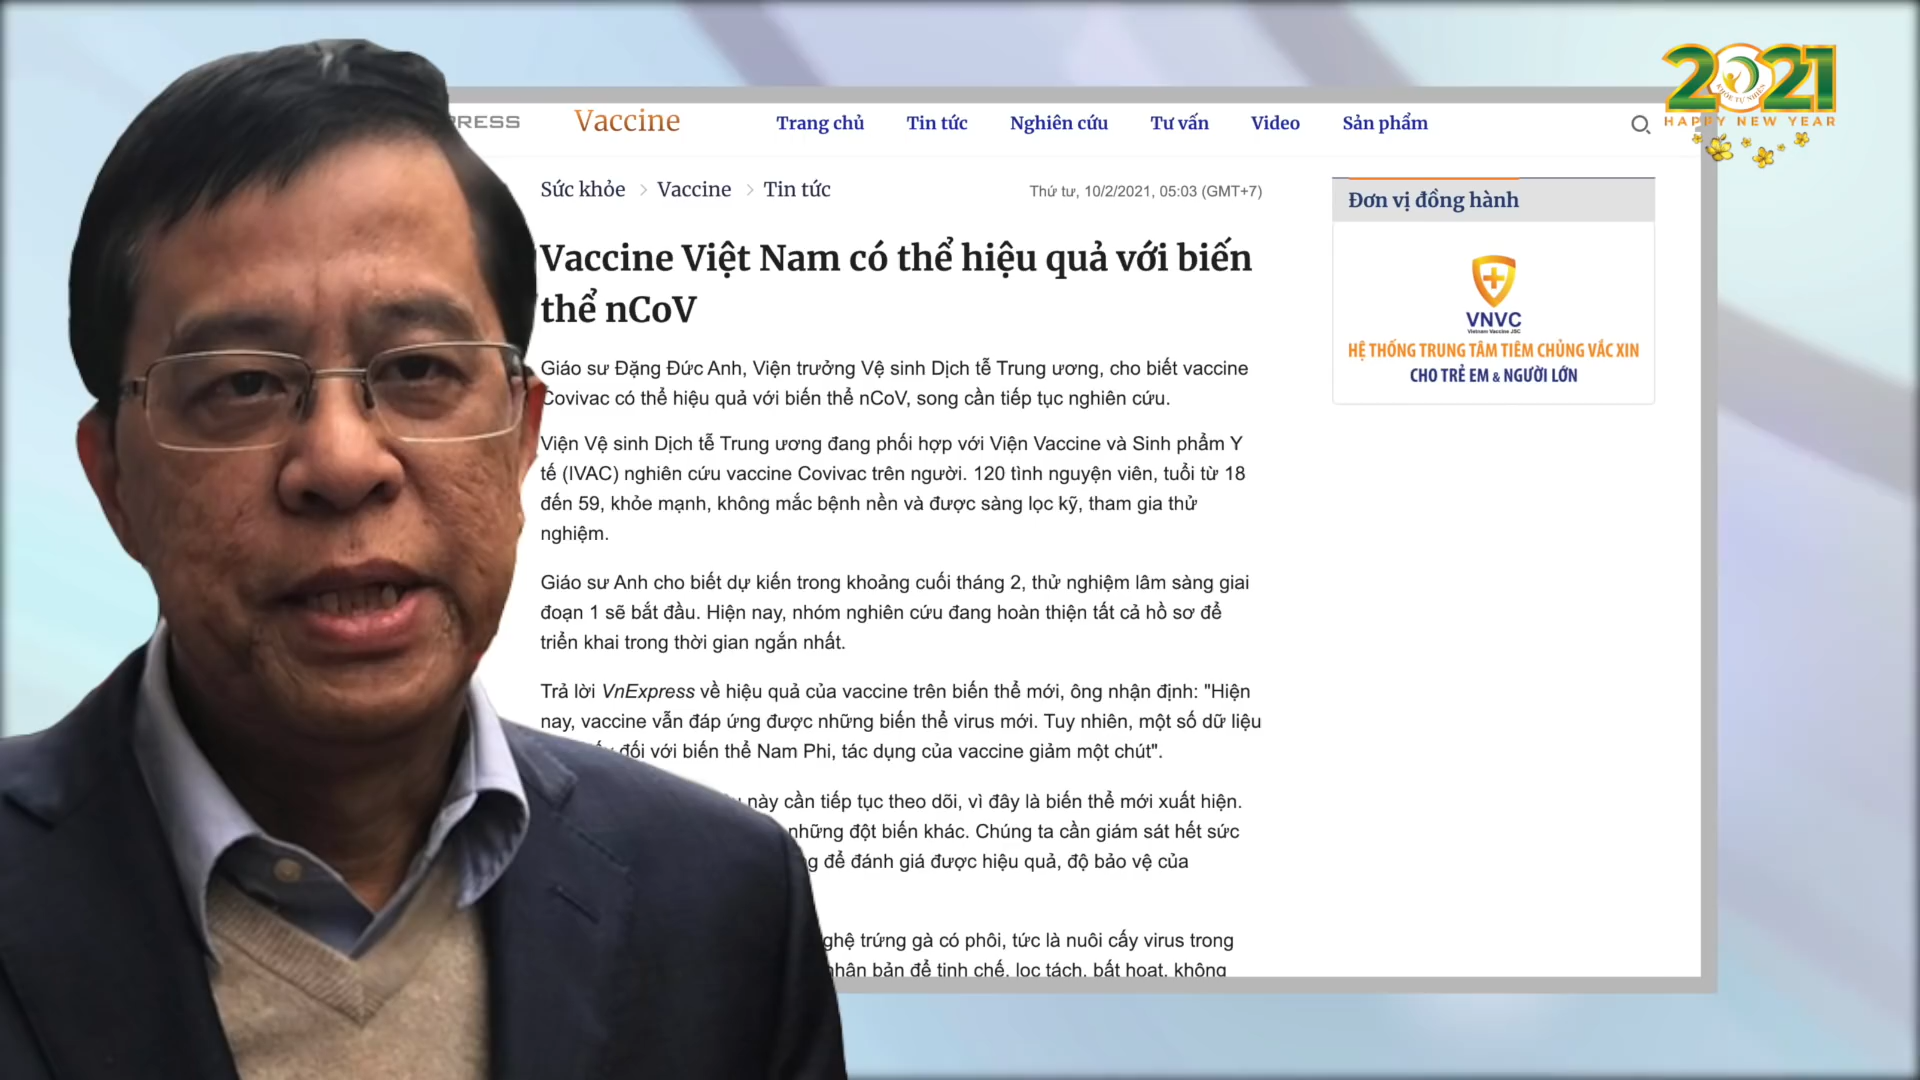 2021
KHỎE TỰ NHIÊN
HAPPY NEW YEAR
PRESS
Vaccine
Trang chủ
Tin tức
Nghiên cứu
Tư vấn
Video
Sản phẩm
Sức khỏe > Vaccine > Tin tức
Thứ tư, 10/2/2021, 05:03 (GMT+7)
Vaccine Việt Nam có thể hiệu quả với biến
thể nCoV
Giáo sư Đặng Đức Anh, Viện trưởng Vệ sinh Dịch tễ Trung ương, cho biết vaccine
Covivac có thể hiệu quả với biến thể nCoV, song cần tiếp tục nghiên cứu.
Viện Vệ sinh Dịch tễ Trung ương đang phối hợp với Viện Vaccine và Sinh phẩm Y
tế (IVAC) nghiên cứu vaccine Covivac trên người. 120 tình nguyện viên, tuổi từ 18
đến 59, khỏe mạnh, không mắc bệnh nền và được sàng lọc kỹ, tham gia thử
nghiệm.
Giáo sư Anh cho biết dự kiến trong khoảng cuối tháng 2, thử nghiệm lâm sàng giai
đoạn 1 sẽ bắt đầu. Hiện nay, nhóm nghiên cứu đang hoàn thiện tất cả hồ sơ để
triển khai trong thời gian ngắn nhất.
Trả lời VnExpress về hiệu quả của vaccine trên biến thể mới, ông nhận định: "Hiện
nay, vaccine vẫn đáp ứng được những biến thể virus mới. Tuy nhiên, một số dữ liệu
đối với biến thể Nam Phi, tác dụng của vaccine giảm một chút".
này cần tiếp tục theo dõi, vì đây là biến thể mới xuất hiện.
những đột biến khác. Chúng ta cần giám sát hết sức
để đánh giá được hiệu quả, độ bảo vệ của
trứng gà có phôi, tức là nuôi cấy virus trong
bản để tinh chế, lọc tách, bất hoạt, không
Đơn vị đồng hành
VNVC
Vietnam Vaccine JSC
HỆ THỐNG TRUNG TÂM TIÊM CHỦNG VẮC XIN
CHO TRẺ EM & NGƯỜI LỚN